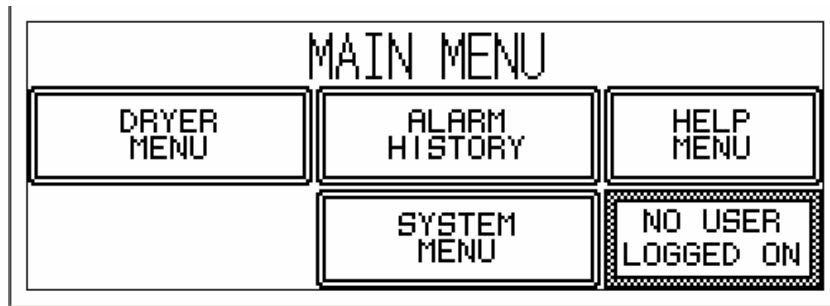 MAIN MENU
DRYER
MENU
ALARM
HISTORY
HELP
MENU
SYSTEM
MENU
NO USER
LOGGED ON